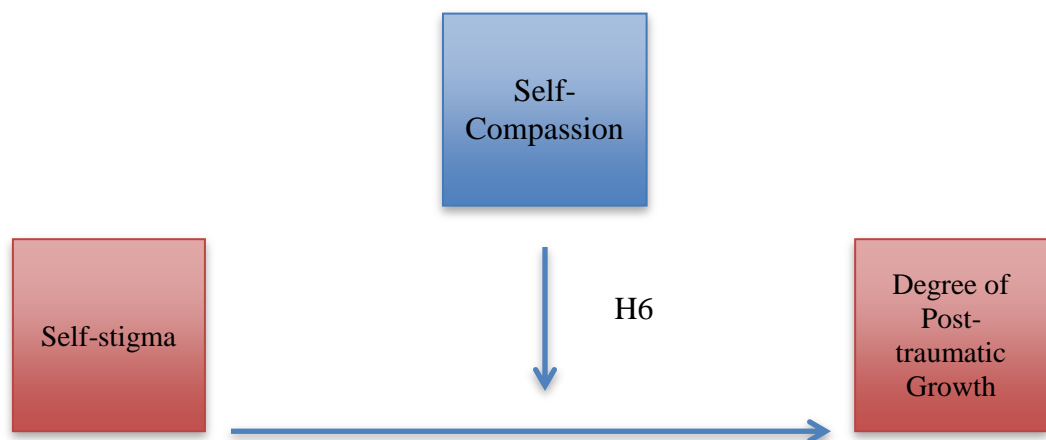 Self-
Compassion
H6
Self-stigma
Degree of
Post-
traumatic
Growth